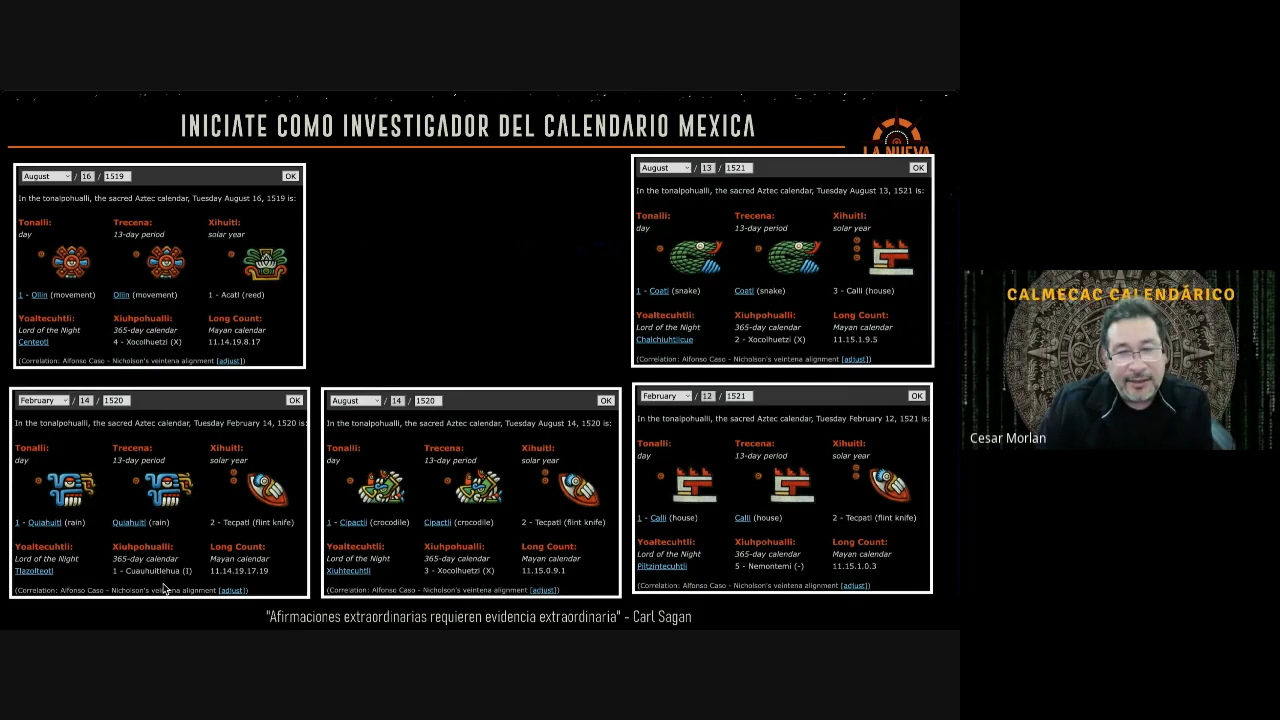 INICIATE COMO INVESTIGADOR DEL CALENDARIO MEXICA
LA NUEVA
August / 16 / 1519 OK
In the tonalpohualli, the sacred Aztec calendar, Tuesday August 16, 1519 is:
Tonalli: Trecena: Xihuitl:
day 13-day period solar year
1 - Ollin (movement) Ollin (movement) 1 - Acatl (reed)
Yoaltecuhtli: Xiuhpohualli: Long Count:
Lord of the Night 365-day calendar Mayan calendar
Centeotl 4 - Xocolhuetzi (X) 11.14.19.8.17
(Correlation: Alfonso Caso - Nicholson's veintena alignment [adjust])
August / 13 / 1521 OK
In the tonalpohualli, the sacred Aztec calendar, Tuesday August 13, 1521 is:
Tonalli: Trecena: Xihuitl:
day 13-day period solar year
1 - Coatl (snake) Coatl (snake) 3 - Calli (house)
Yoaltecuhtli: Xiuhpohualli: Long Count:
Lord of the Night 365-day calendar Mayan calendar
Chalchiuhtlicue 2 - Xocolhuetzi (X) 11.15.1.9.5
(Correlation: Alfonso Caso - Nicholson's veintena alignment [adjust])
February / 14 / 1520 OK
In the tonalpohualli, the sacred Aztec calendar, Tuesday February 14, 1520 is:
Tonalli: Trecena: Xihuitl:
day 13-day period solar year
1 - Quiahuitl (rain) Quiahuitl (rain) 2 - Tecpatl (flint knife)
Yoaltecuhtli: Xiuhpohualli: Long Count:
Lord of the Night 365-day calendar Mayan calendar
Tlazolteotl 1 - Cuauhuitlehua (I) 11.14.19.17.19
(Correlation: Alfonso Caso - Nicholson's veintena alignment [adjust])
August / 14 / 1520 OK
In the tonalpohualli, the sacred Aztec calendar, Tuesday August 14, 1520 is:
Tonalli: Trecena: Xihuitl:
day 13-day period solar year
1 - Cipactli (crocodile) Cipactli (crocodile) 2 - Tecpatl (flint knife)
Yoaltecuhtli: Xiuhpohualli: Long Count:
Lord of the Night 365-day calendar Mayan calendar
Xiuhtecuhtli 3 - Xocolhuetzi (X) 11.15.0.9.1
(Correlation: Alfonso Caso - Nicholson's veintena alignment [adjust])
February / 12 / 1521 OK
In the tonalpohualli, the sacred Aztec calendar, Tuesday February 12, 1521 is:
Tonalli: Trecena: Xihuitl:
day 13-day period solar year
1 - Calli (house) Calli (house) 2 - Tecpatl (flint knife)
Yoaltecuhtli: Xiuhpohualli: Long Count:
Lord of the Night 365-day calendar Mayan calendar
Piltzintecuhtli 5 - Nemontemi (-) 11.15.1.0.3
(Correlation: Alfonso Caso - Nicholson's veintena alignment [adjust])
"Afirmaciones extraordinarias requieren evidencia extraordinaria" - Carl Sagan
CALMECAC CALENDÁRICO
Cesar Morlan